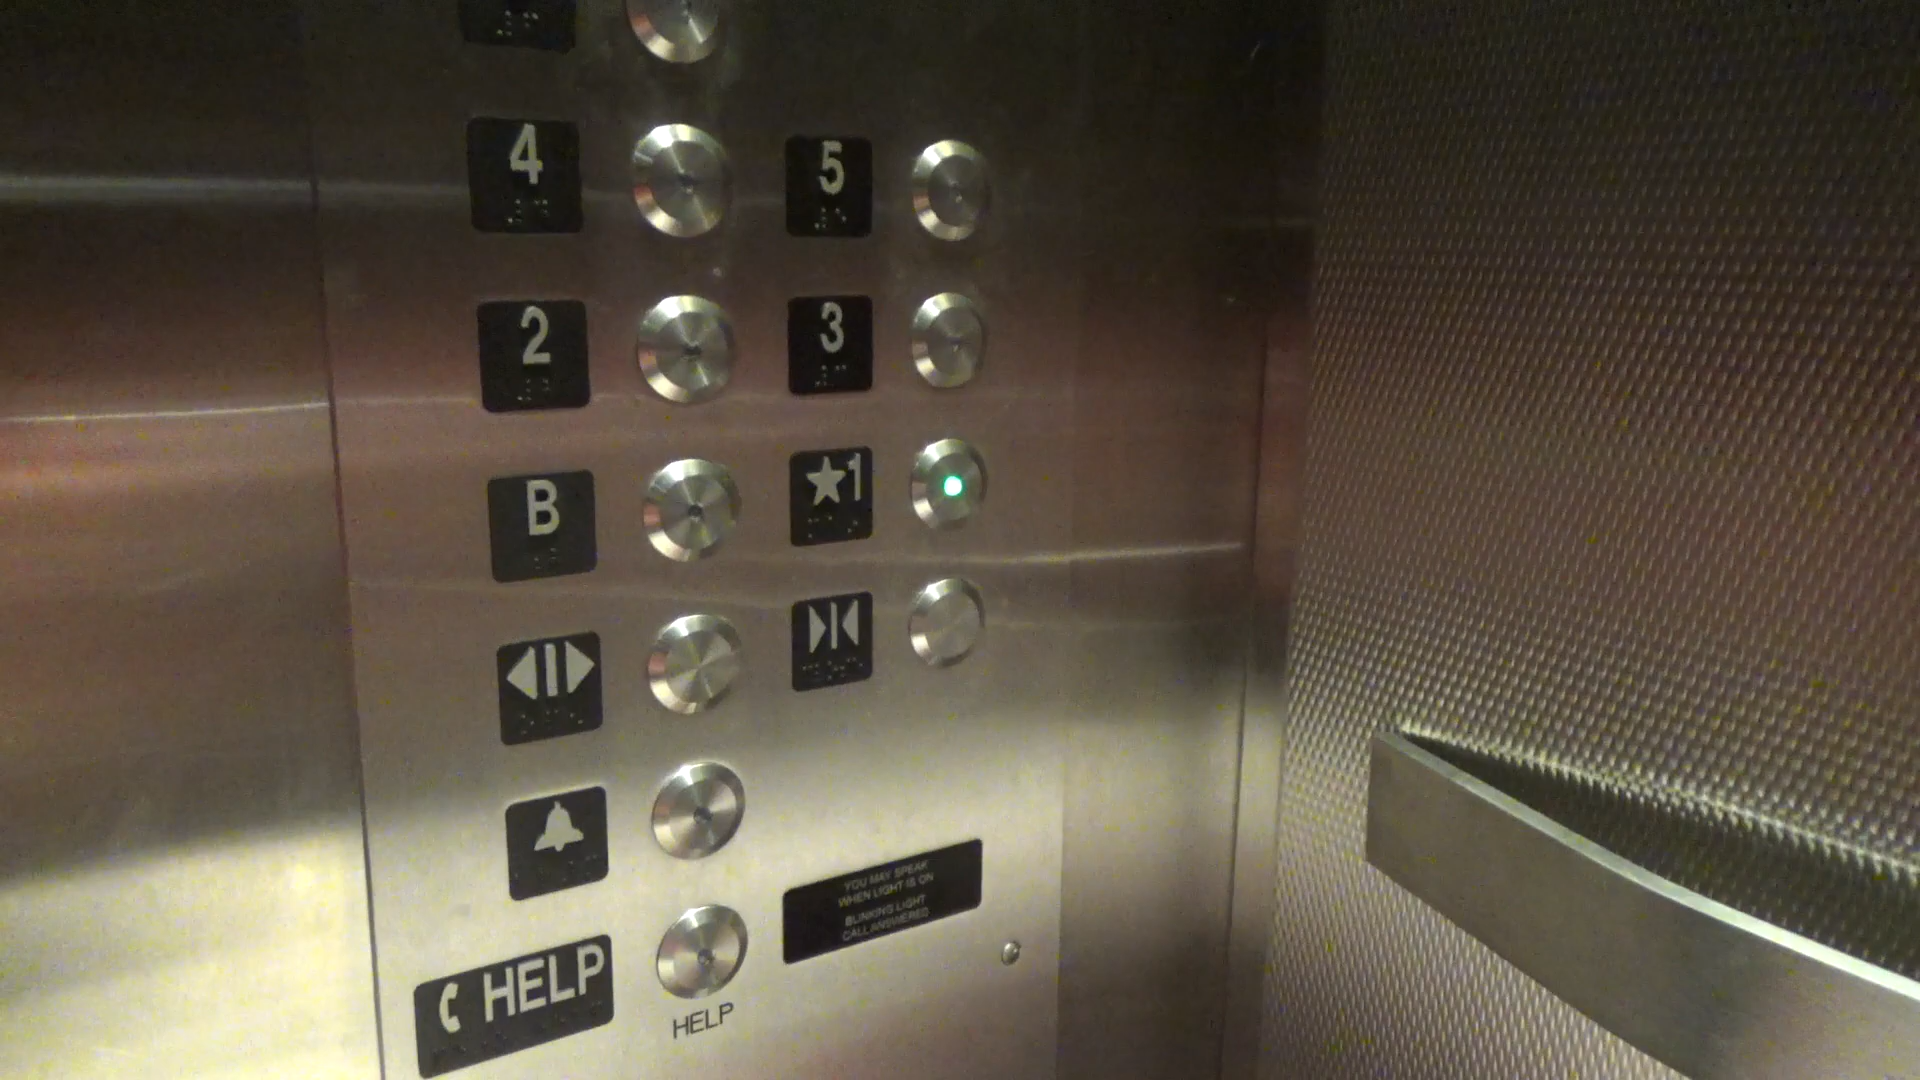 4
5
2
3
B
★1
HELP
YOU MAY SPEAK
WHEN LIGHT IS ON
BLINKING LIGHT
CALL ANSWERED
HELP